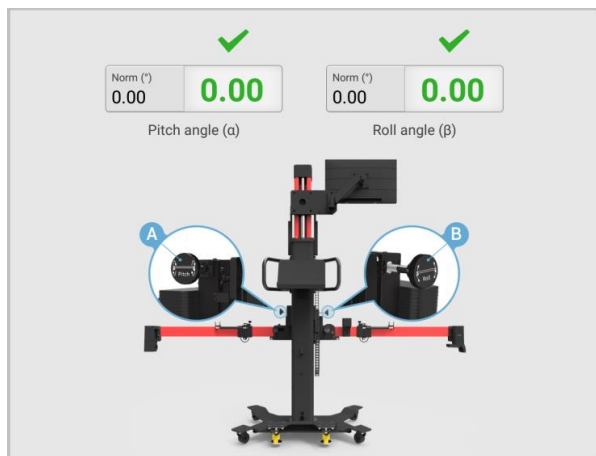 Norm (°)
0.00
0.00
Pitch angle (α)
Norm (°)
0.00
0.00
Roll angle (β)
A
Pitch
B
Roll